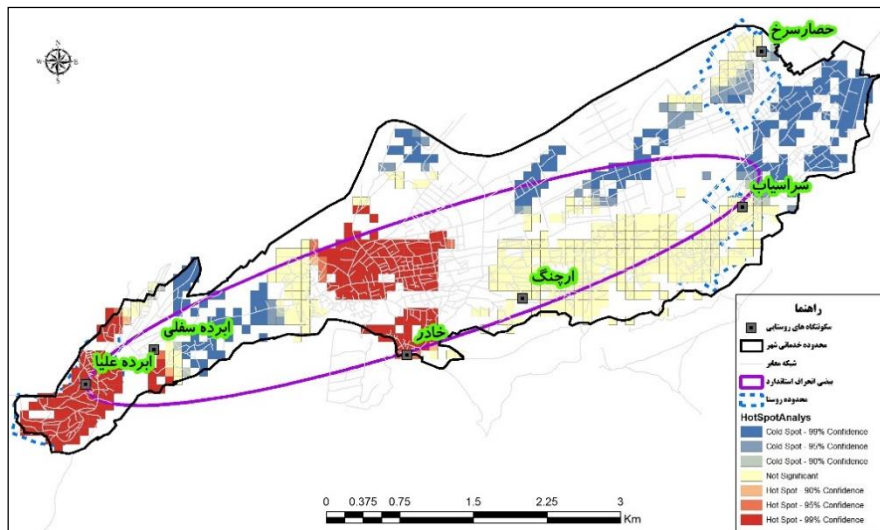 N
W
E
S
حصارسرخ
سراسیاب
ارچنگ
خادر
ابرده سفلی
ابرده علیا
راهنما
سکونتگاه های روستایی
محدوده خدماتی شهر
شبکه معابر
بیضی انحراف استاندارد
محدوده روستا
HotSpotAnalys
Cold Spot - 99% Confidence
Cold Spot - 95% Confidence
Cold Spot - 90% Confidence
Not Significant
Hot Spot - 90% Confidence
Hot Spot - 95% Confidence
Hot Spot - 99% Confidence
0 0.375 0.75 1.5 2.25 3
Km